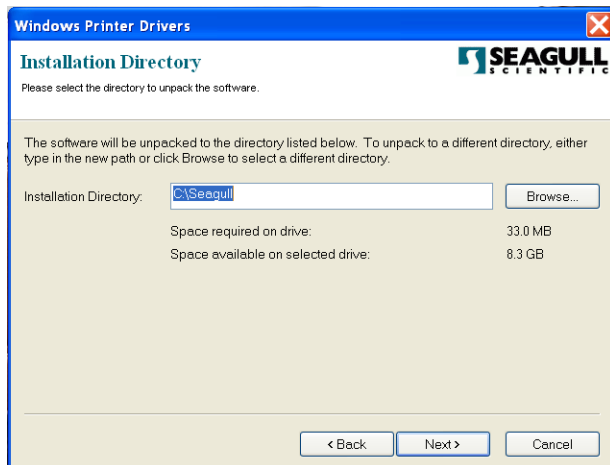 Windows Printer Drivers
Installation Directory
SEAGULL
SCIENTIFIC
Please select the directory to unpack the software.
The software will be unpacked to the directory listed below. To unpack to a different directory, either
type in the new path or click Browse to select a different directory.
Installation Directory: C:\Seagull Browse...
Space required on drive: 33.0 MB
Space available on selected drive: 8.3 GB
< Back Next > Cancel